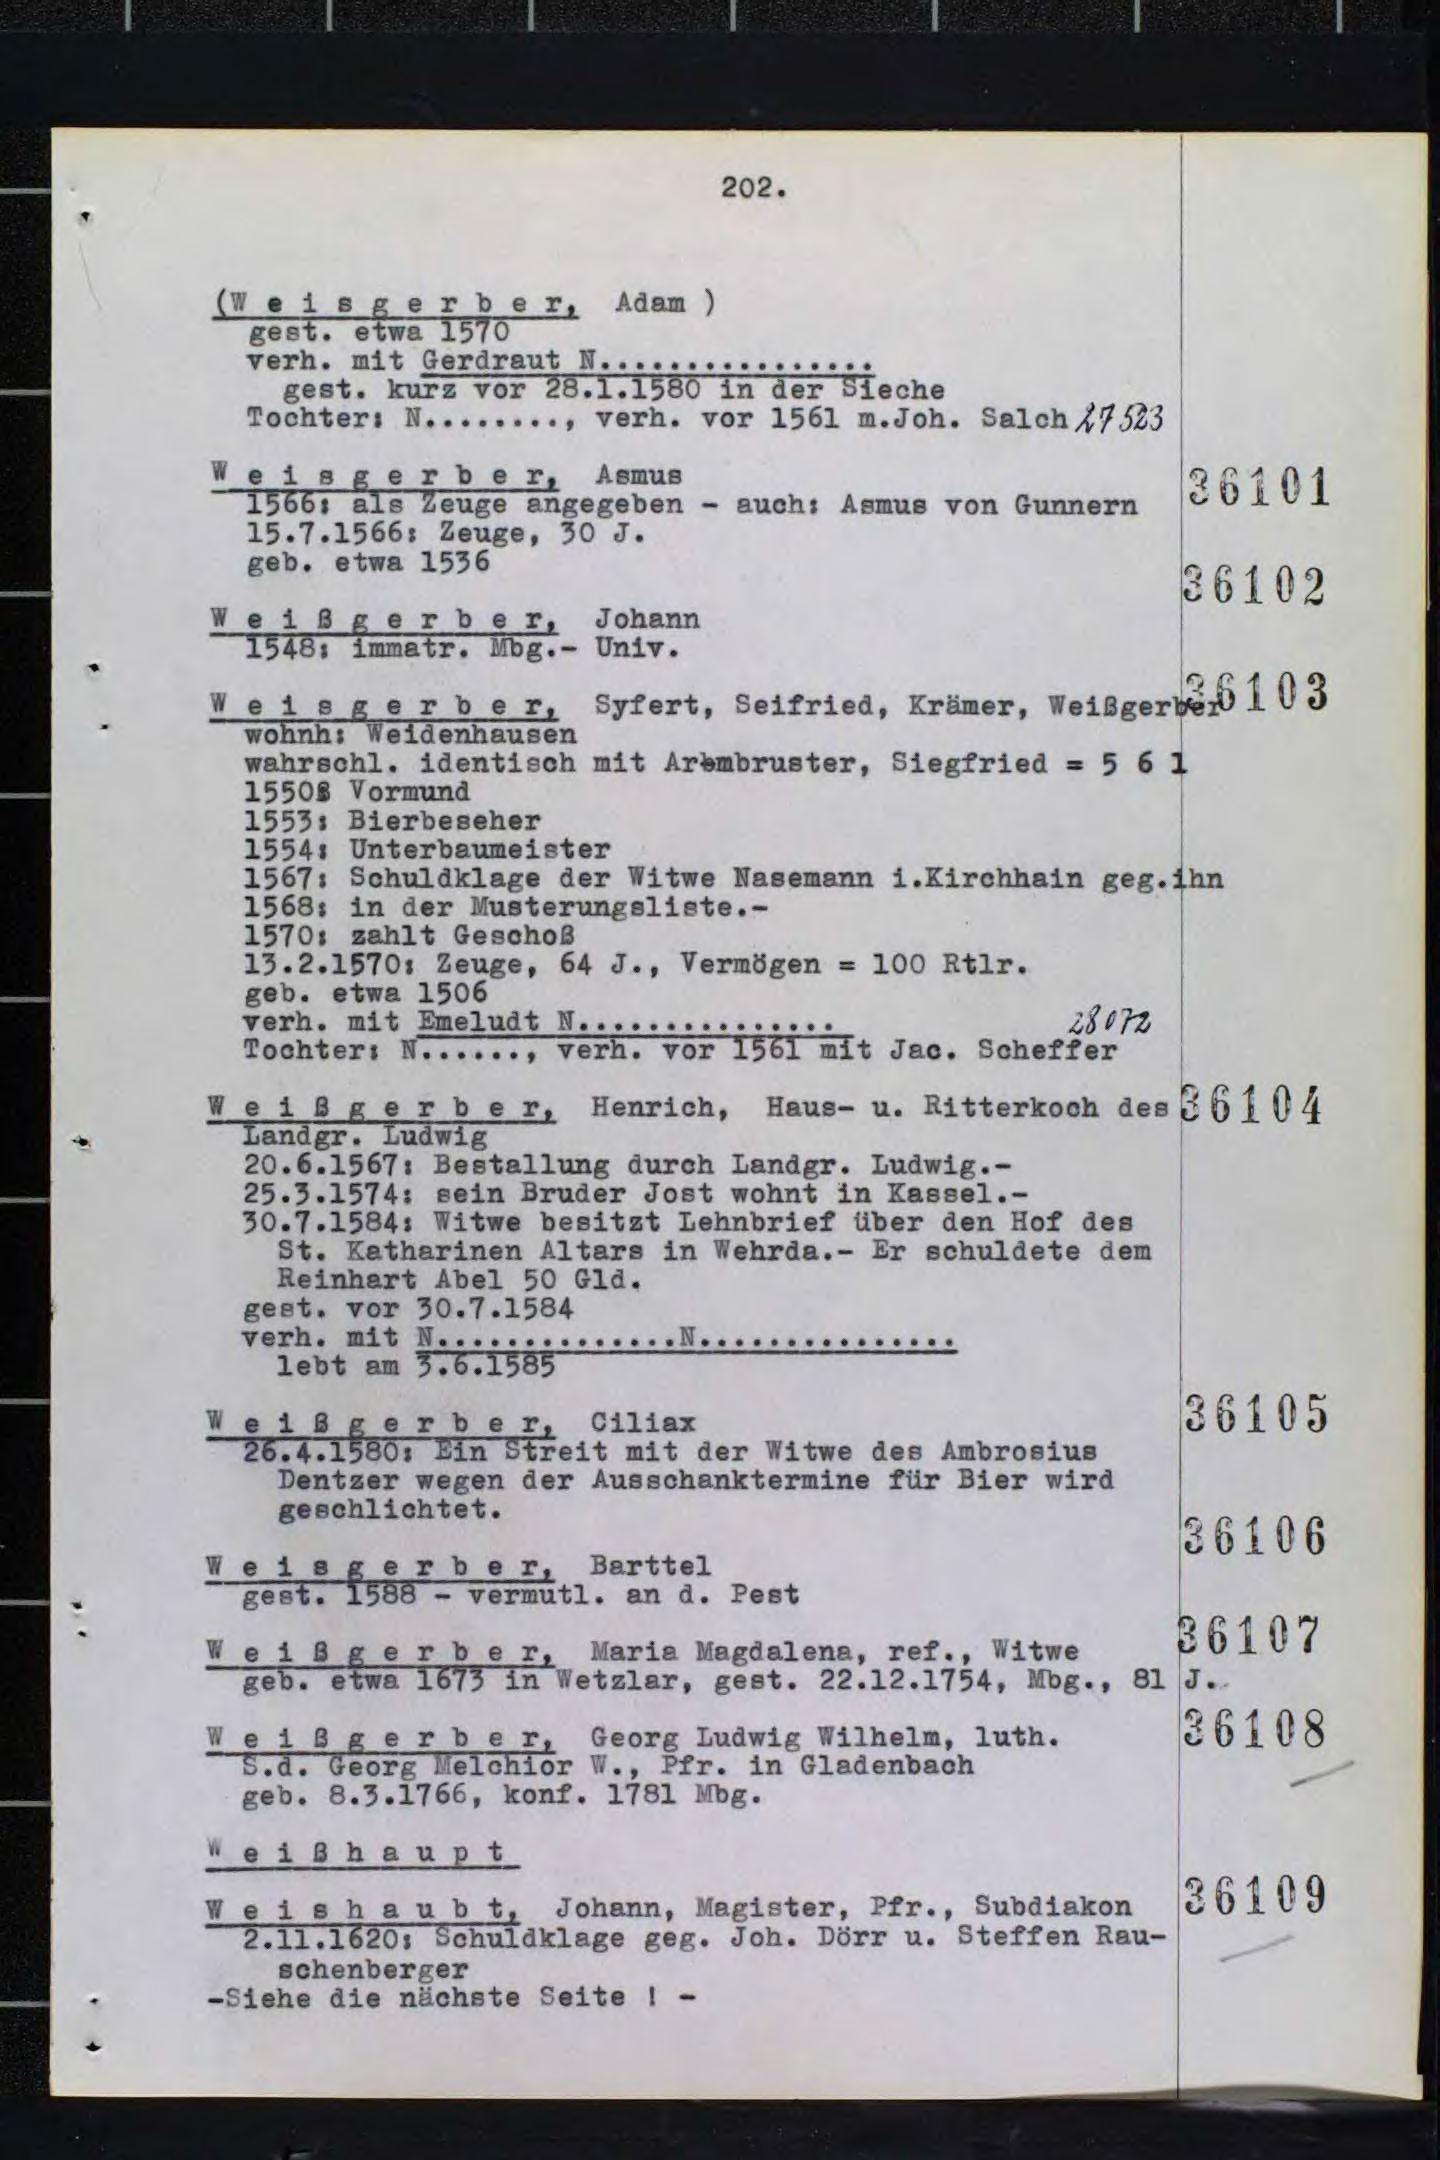 202.
(W e i s g e r b e r, Adam )
gest. etwa 1570
verh. mit Gerdraut N................
gest. kurz vor 28.1.1580 in der Sieche
Tochter: N........, verh. vor 1561 m.Joh. Salch 27523
W e i s g e r b e r, Asmus 36101
1566: als Zeuge angegeben - auch: Asmus von Gunnern
15.7.1566: Zeuge, 30 J.
geb. etwa 1536
36102
W e i ß g e r b e r, Johann
1548: immatr. Mbg.- Univ.
W e i s g e r b e r, Syfert, Seifried, Krämer, Weißgerber 36103
wohnh: Weidenhausen
wahrschl. identisch mit Armbruster, Siegfried = 5 6 1
1550: Vormund
1553: Bierbeseher
1554: Unterbaumeister
1567: Schuldklage der Witwe Nasemann i.Kirchhain geg.ihn
1568: in der Musterungsliste.-
1570: zahlt Geschoß
13.2.1570: Zeuge, 64 J., Vermögen = 100 Rtlr.
geb. etwa 1506
verh. mit Emeludt N............... 28072
Tochter: N......, verh. vor 1561 mit Jac. Scheffer
W e i ß g e r b e r, Henrich, Haus- u. Ritterkoch des 36104
Landgr. Ludwig
20.6.1567: Bestallung durch Landgr. Ludwig.-
25.3.1574: sein Bruder Jost wohnt in Kassel.-
30.7.1584: Witwe besitzt Lehnbrief über den Hof des
St. Katharinen Altars in Wehrda.- Er schuldete dem
Reinhart Abel 50 Gld.
gest. vor 30.7.1584
verh. mit N..............N...............
lebt am 3.6.1585
W e i ß g e r b e r, Ciliax 36105
26.4.1580: Ein Streit mit der Witwe des Ambrosius
Dentzer wegen der Ausschanktermine für Bier wird
geschlichtet.
36106
W e i s g e r b e r, Barttel
gest. 1588 - vermutl. an d. Pest
W e i ß g e r b e r, Maria Magdalena, ref., Witwe 36107
geb. etwa 1673 in Wetzlar, gest. 22.12.1754, Mbg., 81 J.
W e i ß g e r b e r, Georg Ludwig Wilhelm, luth. 36108
S.d. Georg Melchior W., Pfr. in Gladenbach
geb. 8.3.1766, konf. 1781 Mbg.
W e i ß h a u p t
W e i s h a u b t, Johann, Magister, Pfr., Subdiakon 36109
2.11.1620: Schuldklage geg. Joh. Dörr u. Steffen Rau-
schenberger
-Siehe die nächste Seite ! -